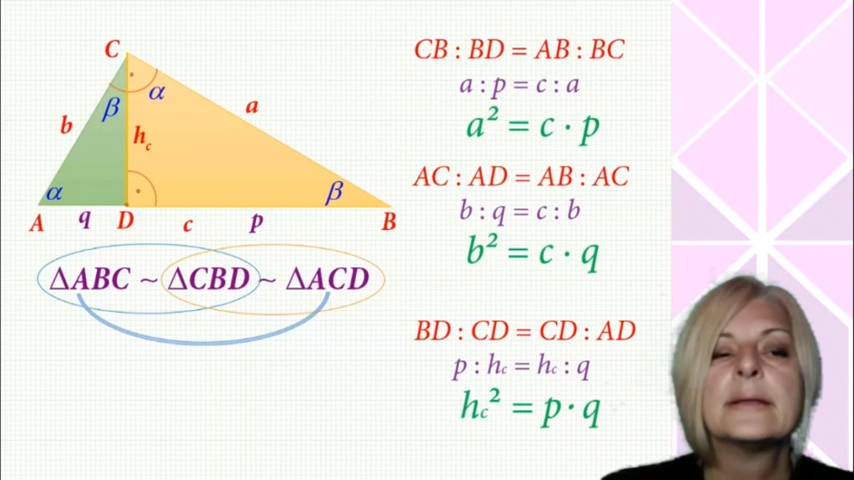 C
β α
b a
h_c
α β
A q D c p B
ΔABC ~ ΔCBD ~ ΔACD
CB : BD = AB : BC
a : p = c : a
a² = c · p
AC : AD = AB : AC
b : q = c : b
b² = c · q
BD : CD = CD : AD
p : h_c = h_c : q
h_c² = p · q